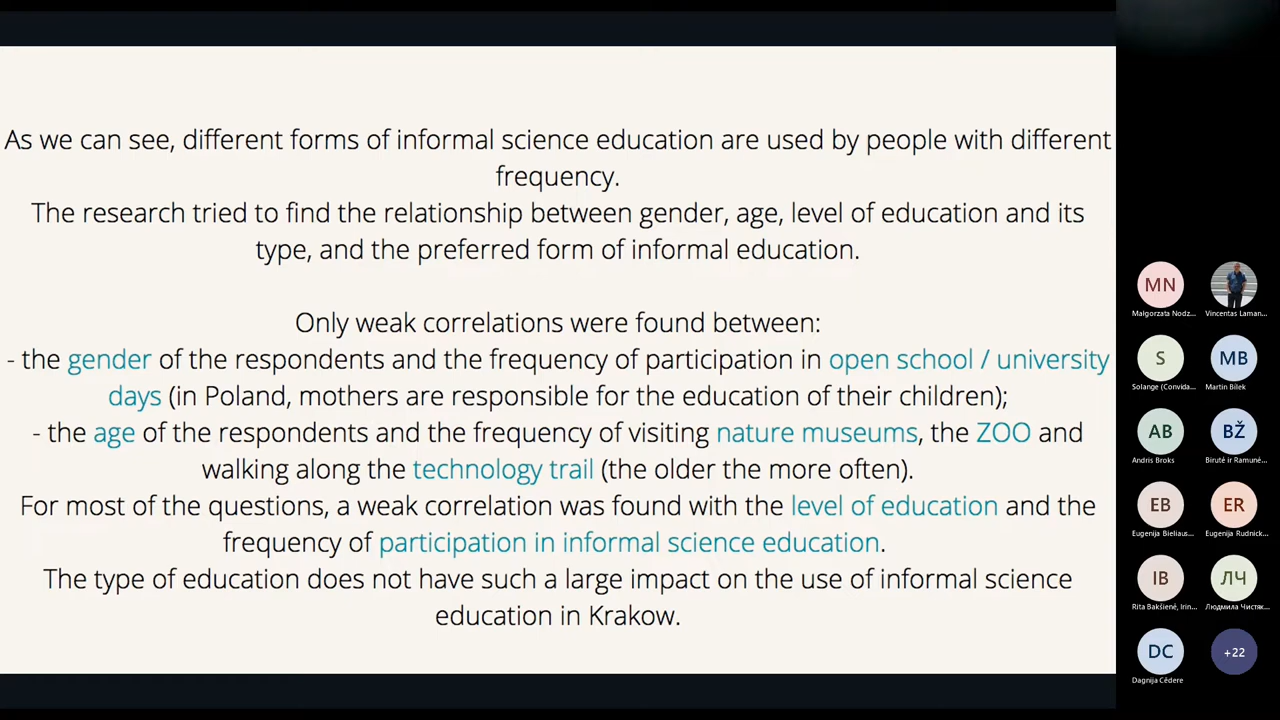 As we can see, different forms of informal science education are used by people with different
frequency.
The research tried to find the relationship between gender, age, level of education and its
type, and the preferred form of informal education.
Only weak correlations were found between:
- the gender of the respondents and the frequency of participation in open school / university
days (in Poland, mothers are responsible for the education of their children);
- the age of the respondents and the frequency of visiting nature museums, the ZOO and
walking along the technology trail (the older the more often).
For most of the questions, a weak correlation was found with the level of education and the
frequency of participation in informal science education.
The type of education does not have such a large impact on the use of informal science
education in Krakow.
MN
Malgorzata Nodz...
Vincentas Laman...
S
MB
Solange (Convida...
Martin Bilek
AB
BŽ
Andris Broks
Birutė ir Ramunė...
EB
ER
Eugenija Bieliaus...
Eugenija Rudnick...
IB
ЛЧ
Rita Bakšienė, Irin...
Людмила Чистяк...
DC
+22
Dagnija Cēdere